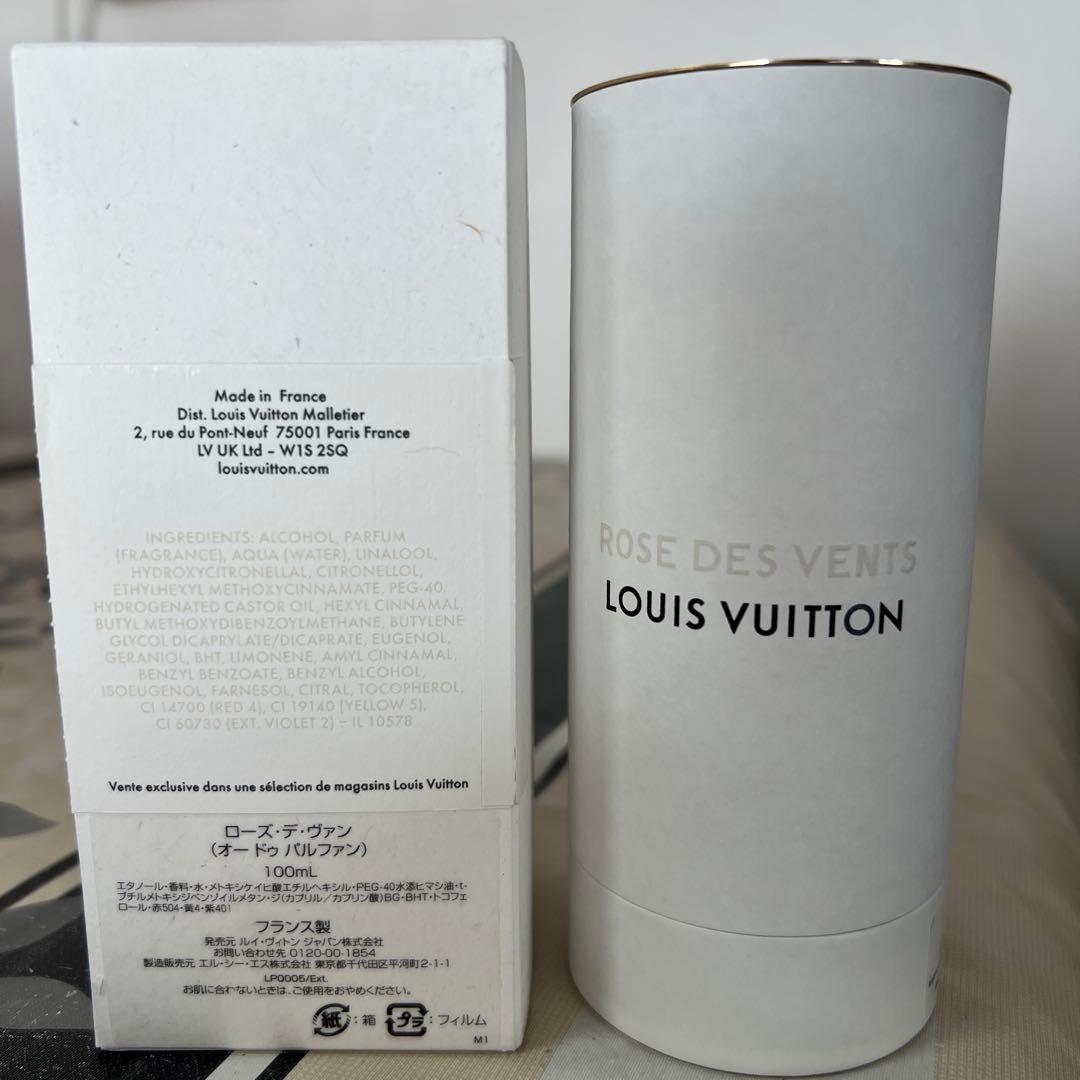 Made in France
Dist. Louis Vuitton Malletier
2, rue du Pont-Neuf 75001 Paris France
LV UK Ltd – W1S 2SQ
louisvuitton.com
INGREDIENTS: ALCOHOL, PARFUM
(FRAGRANCE), AQUA (WATER), LINALOOL,
HYDROXYCITRONELLAL, CITRONELLOL,
ETHYLHEXYL METHOXYCINNAMATE, PEG-40
HYDROGENATED CASTOR OIL, HEXYL CINNAMAL,
BUTYL METHOXYDIBENZOYLMETHANE, BUTYLENE
GLYCOL DICAPRYLATE/DICAPRATE, EUGENOL,
GERANIOL, BHT, LIMONENE, AMYL CINNAMAL,
BENZYL BENZOATE, BENZYL ALCOHOL,
ISOEUGENOL, FARNESOL, CITRAL, TOCOPHEROL,
CI 14700 (RED 4), CI 19140 (YELLOW 5),
CI 60730 (EXT. VIOLET 2) – IL 10578
Vente exclusive dans une sélection de magasins Louis Vuitton
ローズ・デ・ヴァン
(オー ドゥ パルファン)
100mL
エタノール・香料・水・メトキシケイヒ酸エチルヘキシル・PEG-40水添ヒマシ油・t-
ブチルメトキシジベンゾイルメタン・ジ(カプリル/カプリン酸)BG・BHT・トコフェ
ロール・赤504・黄4・紫401
フランス製
発売元 ルイ・ヴィトン ジャパン株式会社
お問い合わせ先 0120-00-1854
製造販売元 エル・シー・エス株式会社 東京都千代田区平河町2-1-1
LP0005/Ext.
お肌に合わないときは、ご使用をおやめください。
紙:箱 プラ:フィルム
M1
ROSE DES VENTS
LOUIS VUITTON